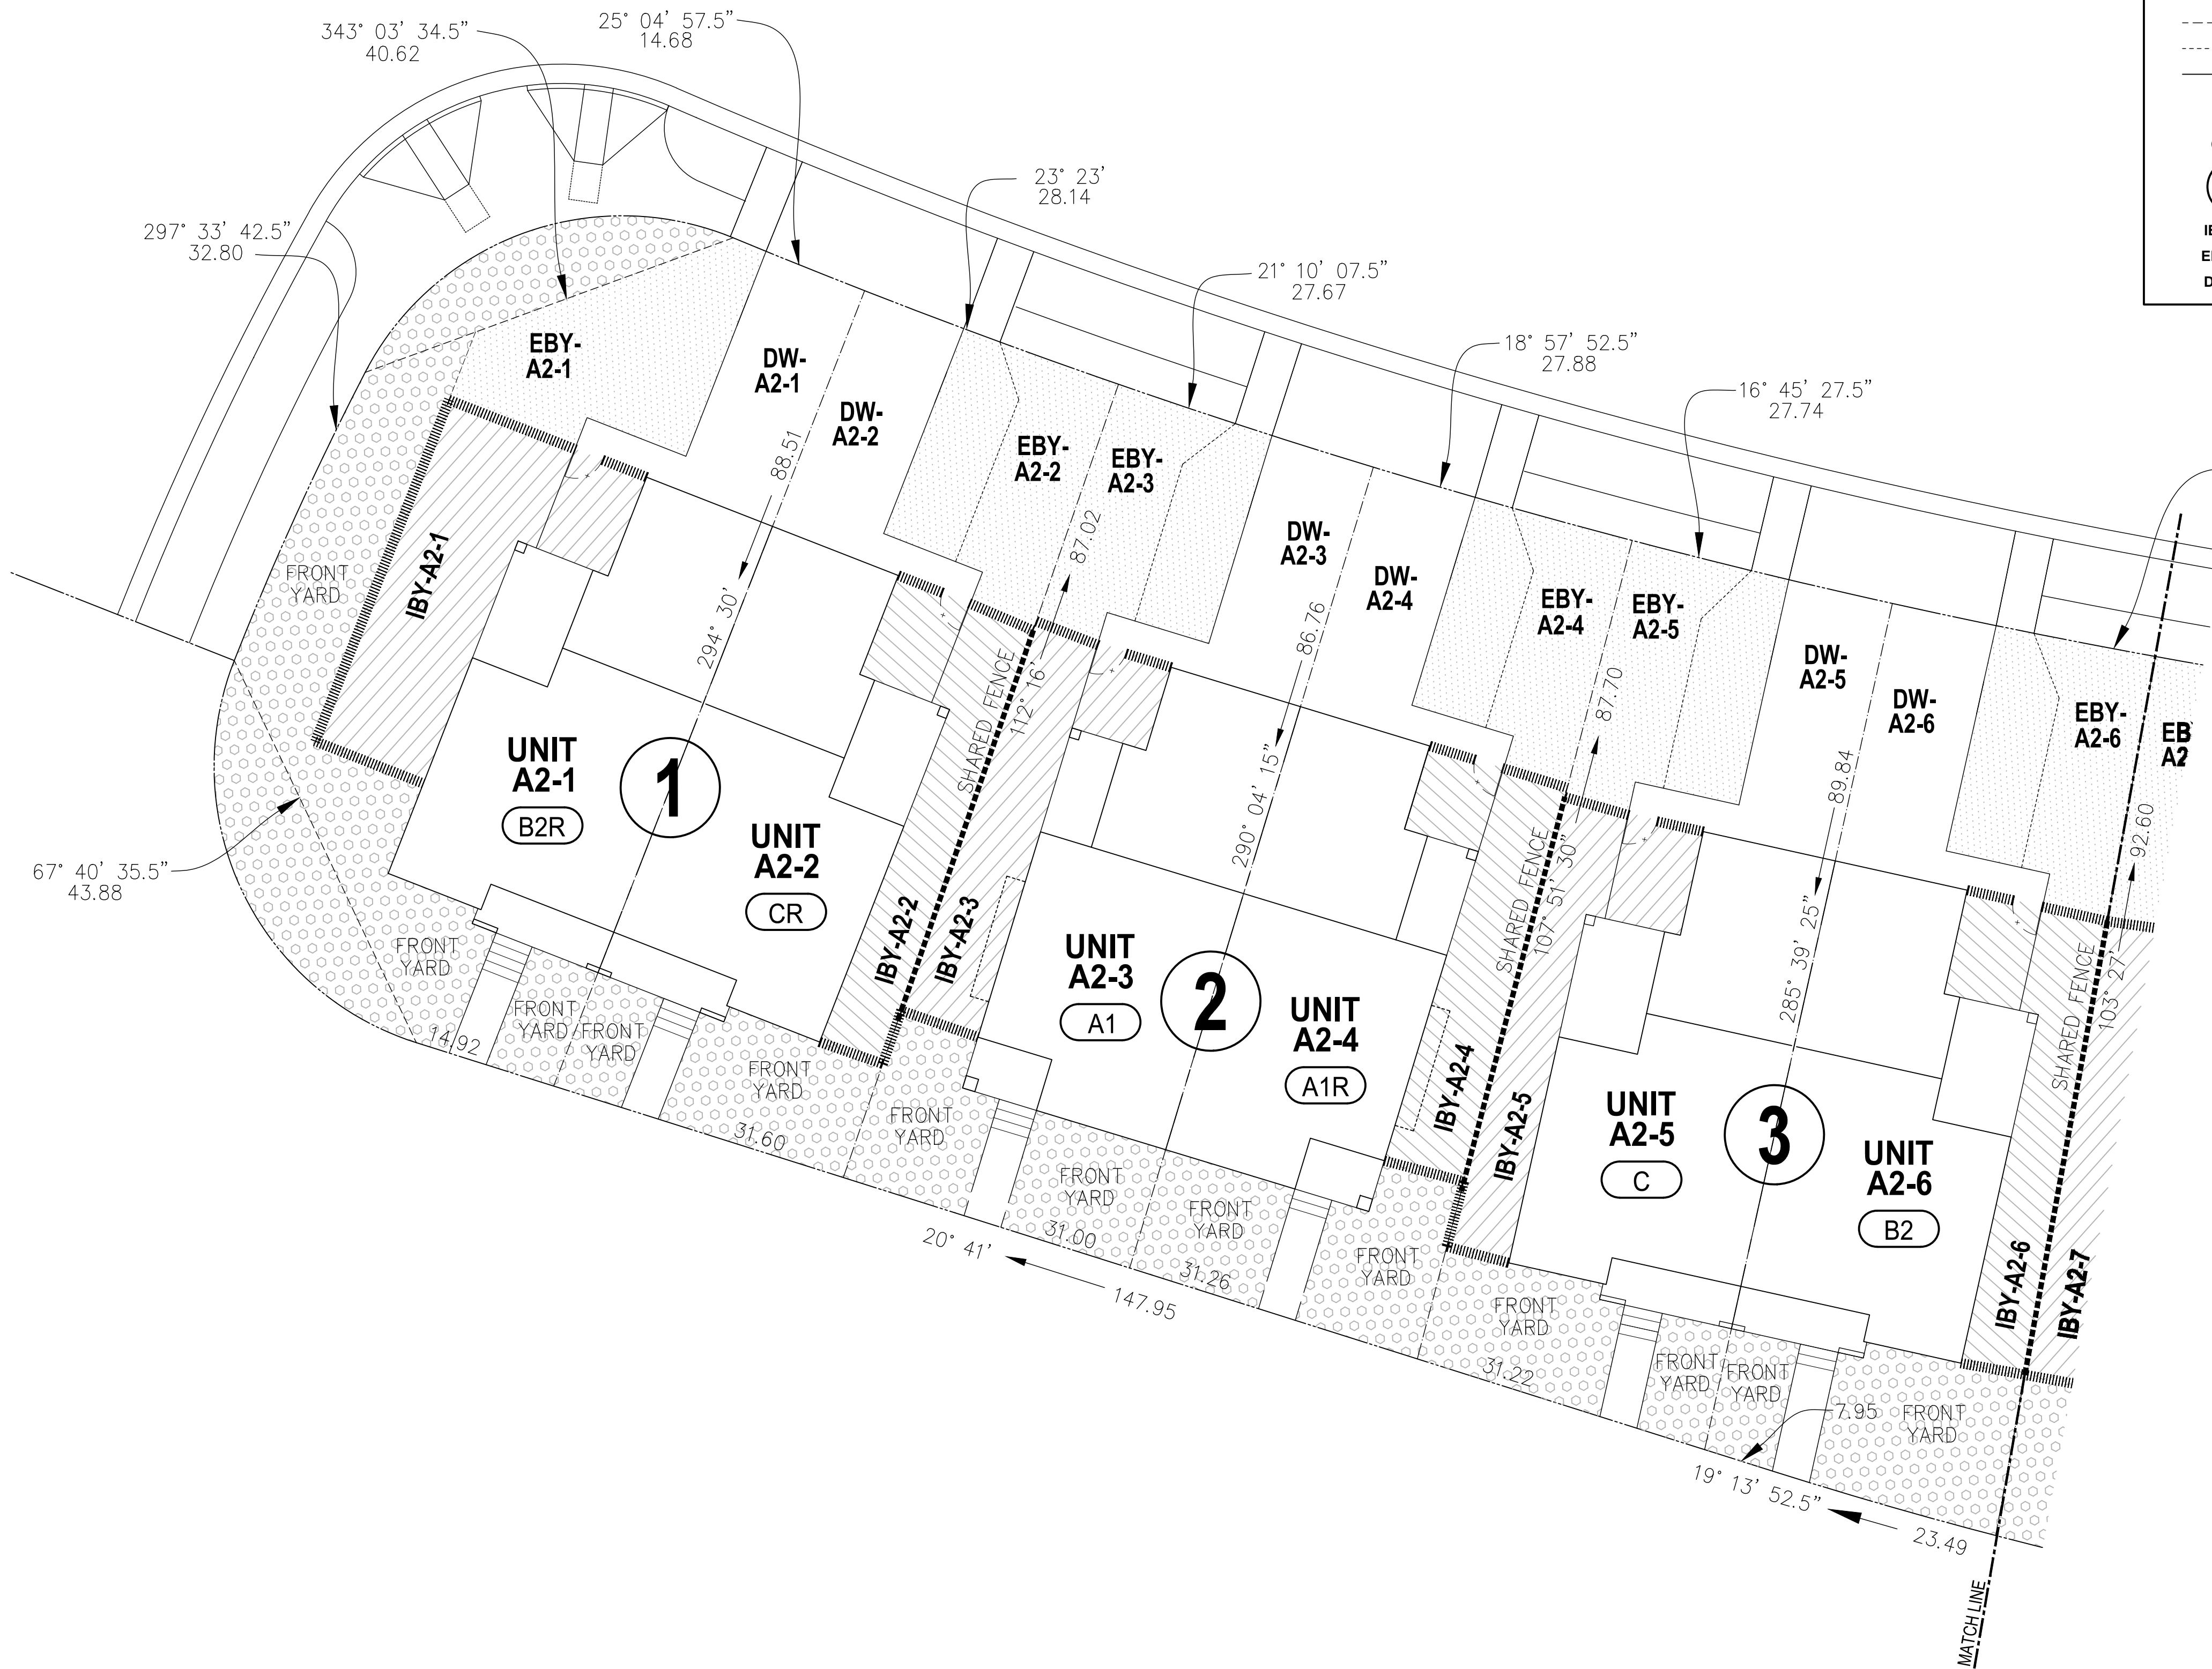 343° 03' 34.5"
40.62
25° 04' 57.5"
14.68
297° 33' 42.5"
32.80
23° 23'
28.14
21° 10' 07.5"
27.67
18° 57' 52.5"
27.88
16° 45' 27.5"
27.74
EBY-
A2-1
DW-
A2-1
DW-
A2-2
EBY-
A2-2
EBY-
A2-3
DW-
A2-3
DW-
A2-4
EBY-
A2-4
EBY-
A2-5
DW-
A2-5
DW-
A2-6
EBY-
A2-6
88.51
294° 30'
87.02
112° 16'
SHARED FENCE
86.76
290° 04' 15"
87.70
107° 51' 30"
SHARED FENCE
89.84
285° 39' 25"
92.60
103° 27'
SHARED FENCE
FRONT
YARD
IBY-A2-1
UNIT
A2-1
B2R
1
UNIT
A2-2
CR
IBY-A2-2
IBY-A2-3
UNIT
A2-3
A1
2
UNIT
A2-4
A1R
IBY-A2-4
IBY-A2-5
UNIT
A2-5
C
3
UNIT
A2-6
B2
IBY-A2-6
IBY-A2-7
67° 40' 35.5"
43.88
FRONT
YARD
14.92
FRONT
YARD
FRONT
YARD
FRONT
YARD
31.60
FRONT
YARD
FRONT
YARD
31.00
FRONT
YARD
31.26
FRONT
YARD
20° 41'
147.95
FRONT
YARD
31.22
FRONT
YARD
FRONT
YARD
7.95
FRONT
YARD
19° 13' 52.5"
23.49
MATCH LINE